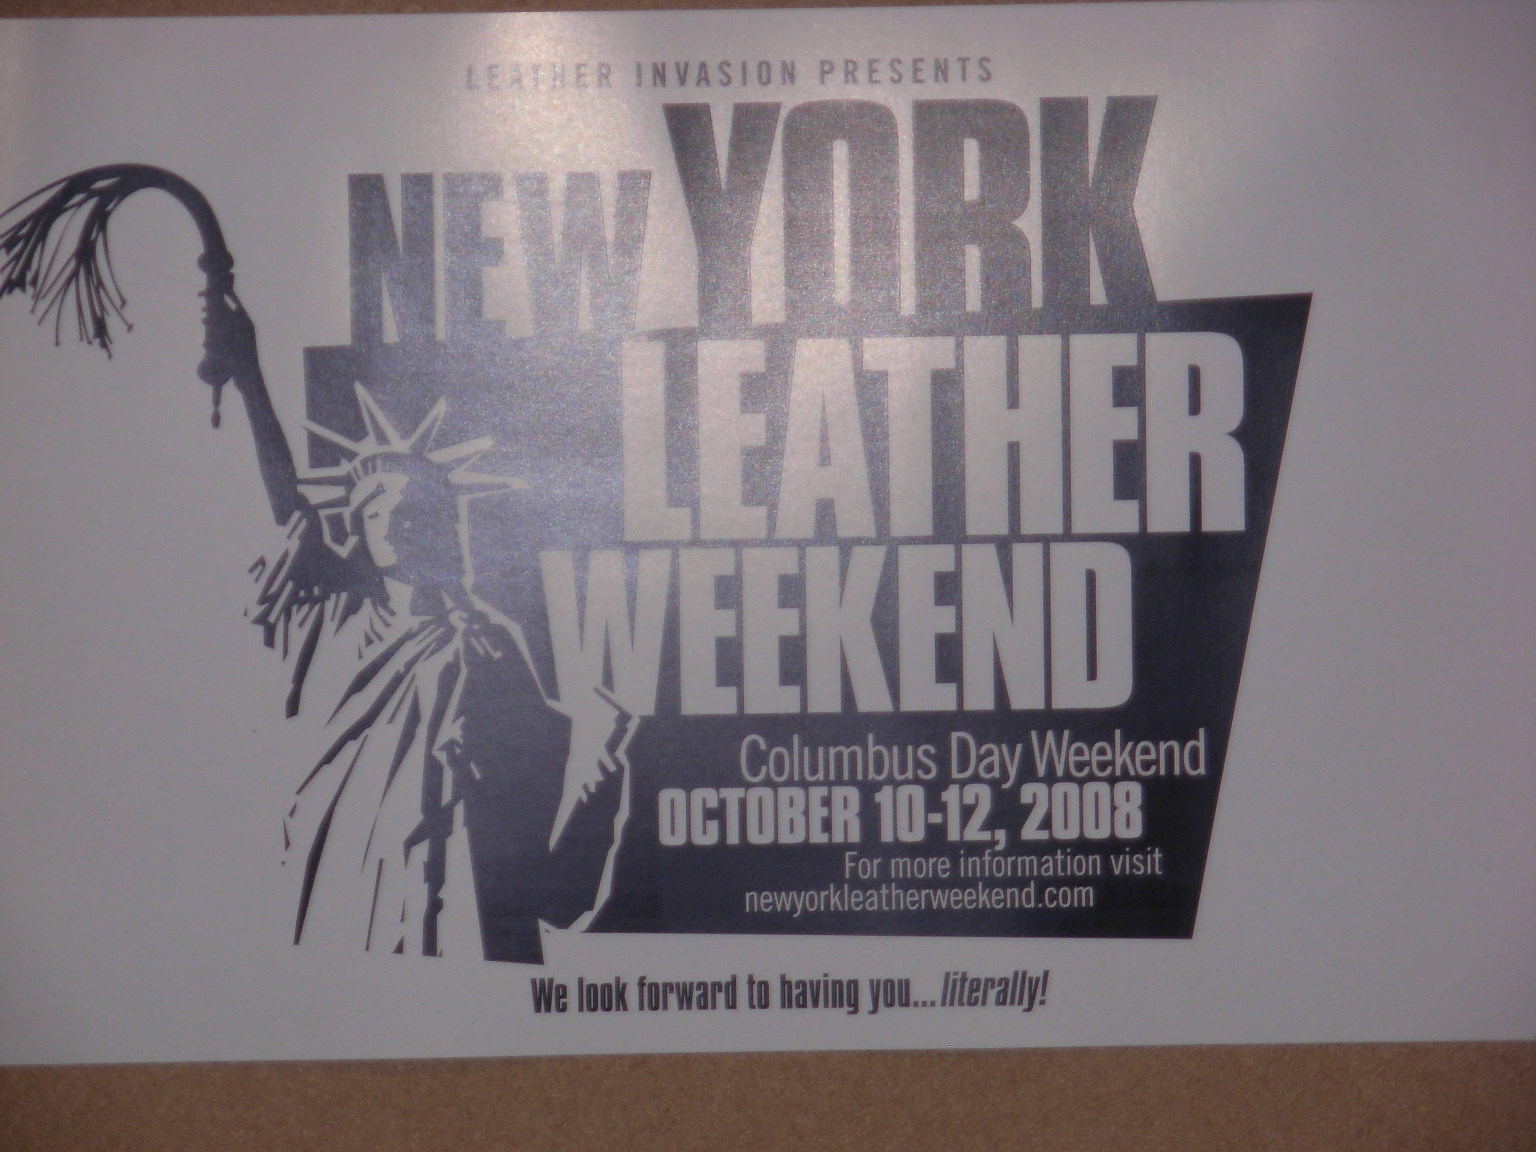 LEATHER INVASION PRESENTS
NEW YORK
LEATHER
WEEKEND
Columbus Day Weekend
OCTOBER 10-12, 2008
For more information visit
newyorkleatherweekend.com
We look forward to having you...literally!